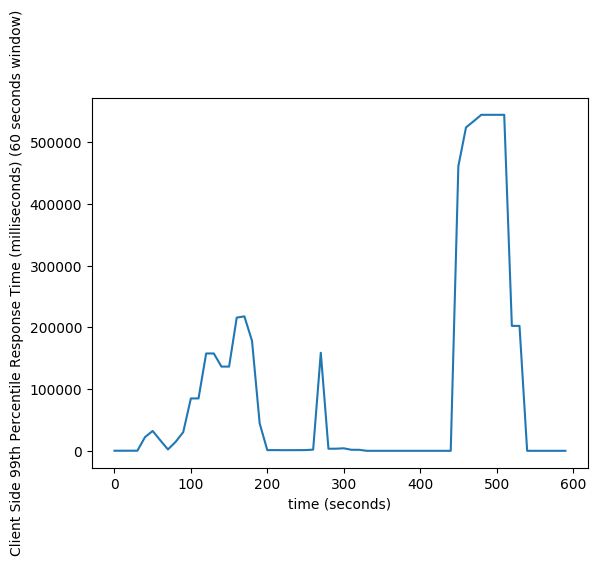 Client Side 99th Percentile Response Time (milliseconds) (60 seconds window)
500000
400000
300000
200000
100000
0
0 100 200 300 400 500 600
time (seconds)